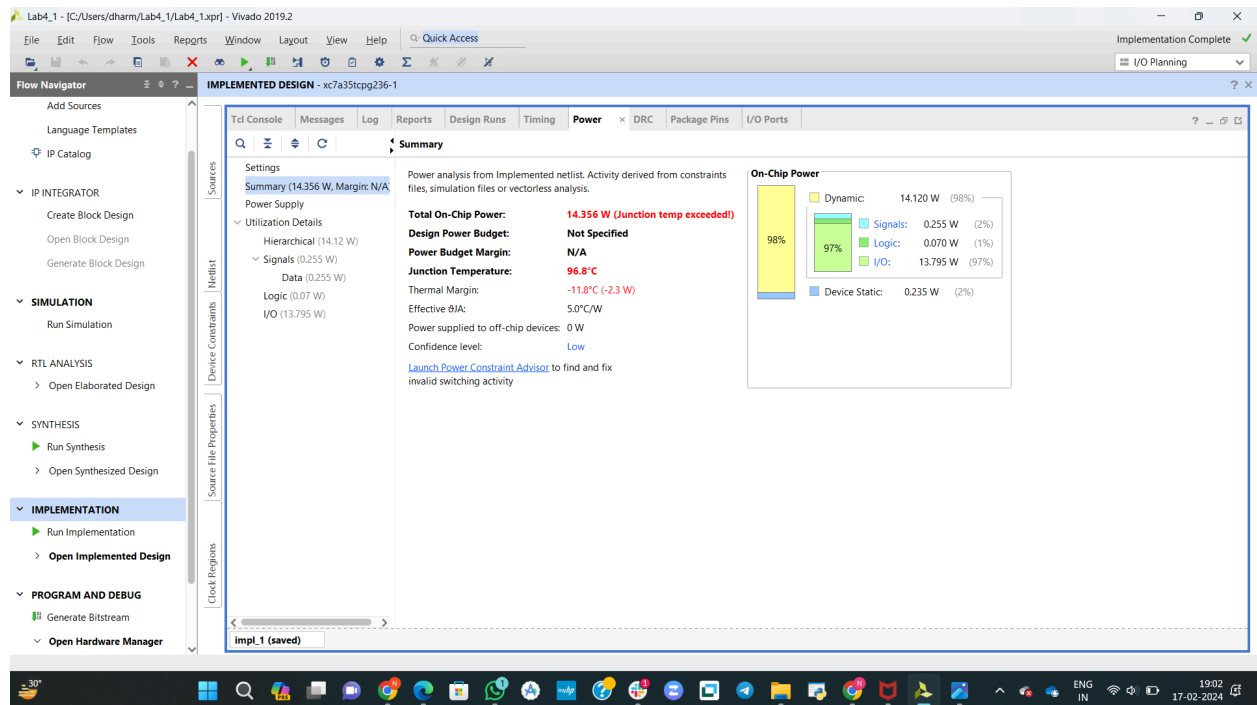 Lab4_1 - [C:/Users/dharm/Lab4_1/Lab4_1.xpr] - Vivado 2019.2
File Edit Flow Tools Reports Window Layout View Help Quick Access
Implementation Complete
I/O Planning
Flow Navigator
IMPLEMENTED DESIGN - xc7a35tcpg236-1
Add Sources
Language Templates
IP Catalog
IP INTEGRATOR
Create Block Design
Open Block Design
Generate Block Design
SIMULATION
Run Simulation
RTL ANALYSIS
Open Elaborated Design
SYNTHESIS
Run Synthesis
Open Synthesized Design
IMPLEMENTATION
Run Implementation
Open Implemented Design
PROGRAM AND DEBUG
Generate Bitstream
Open Hardware Manager
Sources
Netlist
Device Constraints
Source File Properties
Clock Regions
Tcl Console Messages Log Reports Design Runs Timing Power × DRC Package Pins I/O Ports
Settings
Summary (14.356 W, Margin: N/A
Power Supply
Utilization Details
Hierarchical (14.12 W)
Signals (0.255 W)
Data (0.255 W)
Logic (0.07 W)
I/O (13.795 W)
Summary
Power analysis from Implemented netlist. Activity derived from constraints
files, simulation files or vectorless analysis.
Total On-Chip Power: 14.356 W (Junction temp exceeded!)
Design Power Budget: Not Specified
Power Budget Margin: N/A
Junction Temperature: 96.8°C
Thermal Margin: -11.8°C (-2.3 W)
Effective ϑJA: 5.0°C/W
Power supplied to off-chip devices: 0 W
Confidence level: Low
Launch Power Constraint Advisor to find and fix
invalid switching activity
On-Chip Power
98%
Dynamic: 14.120 W (98%)
97%
Signals: 0.255 W (2%)
Logic: 0.070 W (1%)
I/O: 13.795 W (97%)
Device Static: 0.235 W (2%)
impl_1 (saved)
30°
ENG
IN
19:02
17-02-2024